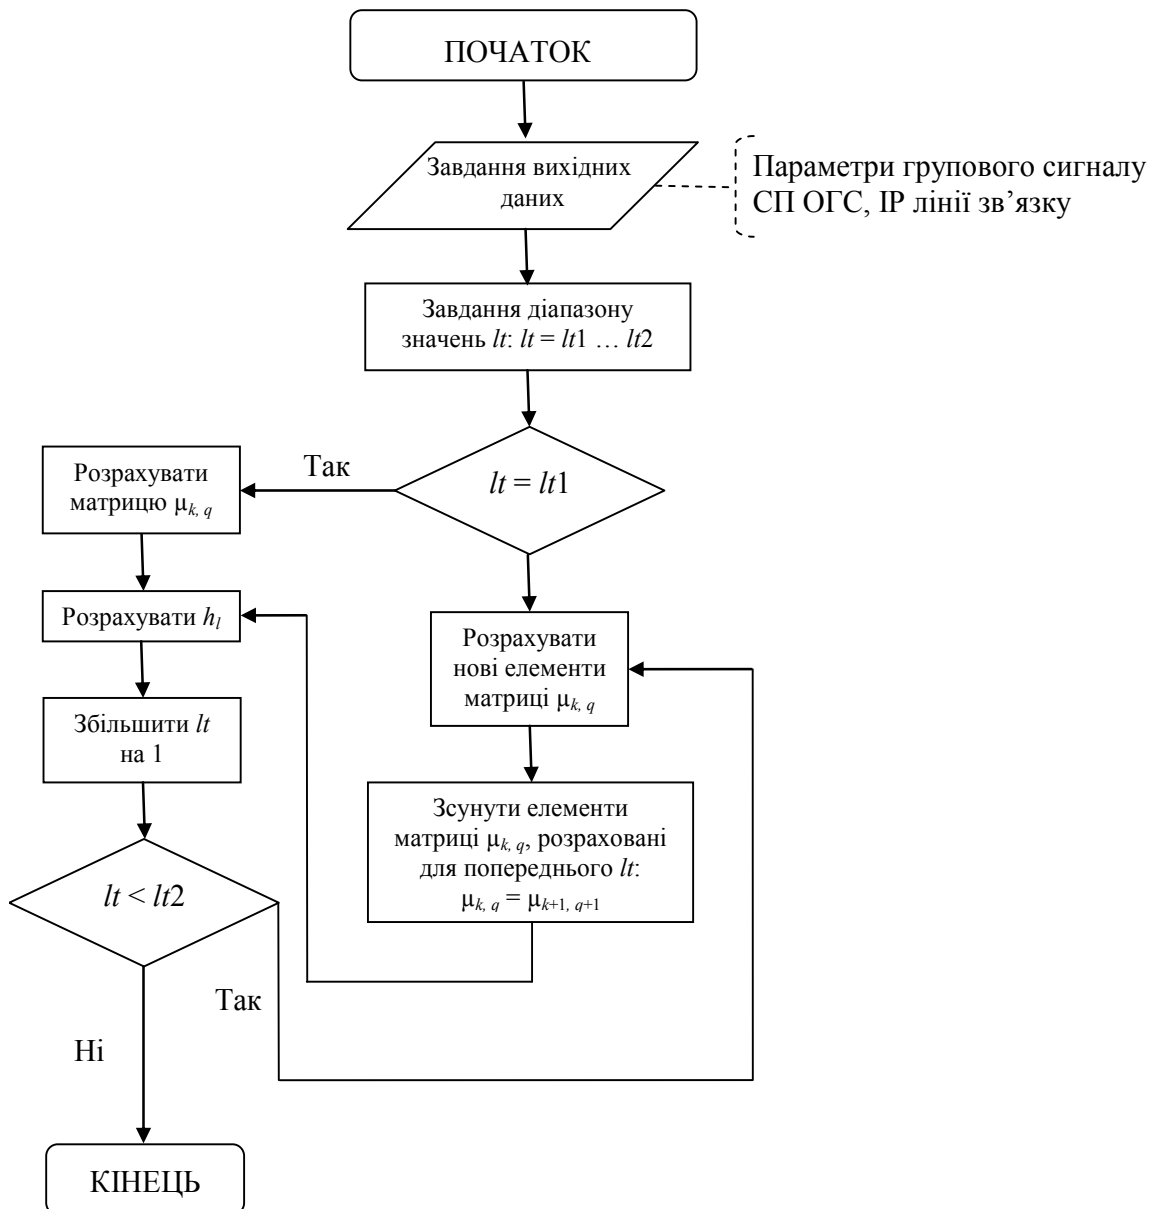 ПОЧАТОК
Завдання вихідних
даних
Параметри групового сигналу
СП ОГС, ІР лінії зв’язку
Завдання діапазону
значень lt: lt = lt1 … lt2
lt = lt1
Так
Розрахувати
матрицю μk, q
Розрахувати hl
Розрахувати
нові елементи
матриці μk, q
Збільшити lt
на 1
Зсунути елементи
матриці μk, q, розраховані
для попереднього lt:
μk, q = μk+1, q+1
lt < lt2
Так
Ні
КІНЕЦЬ